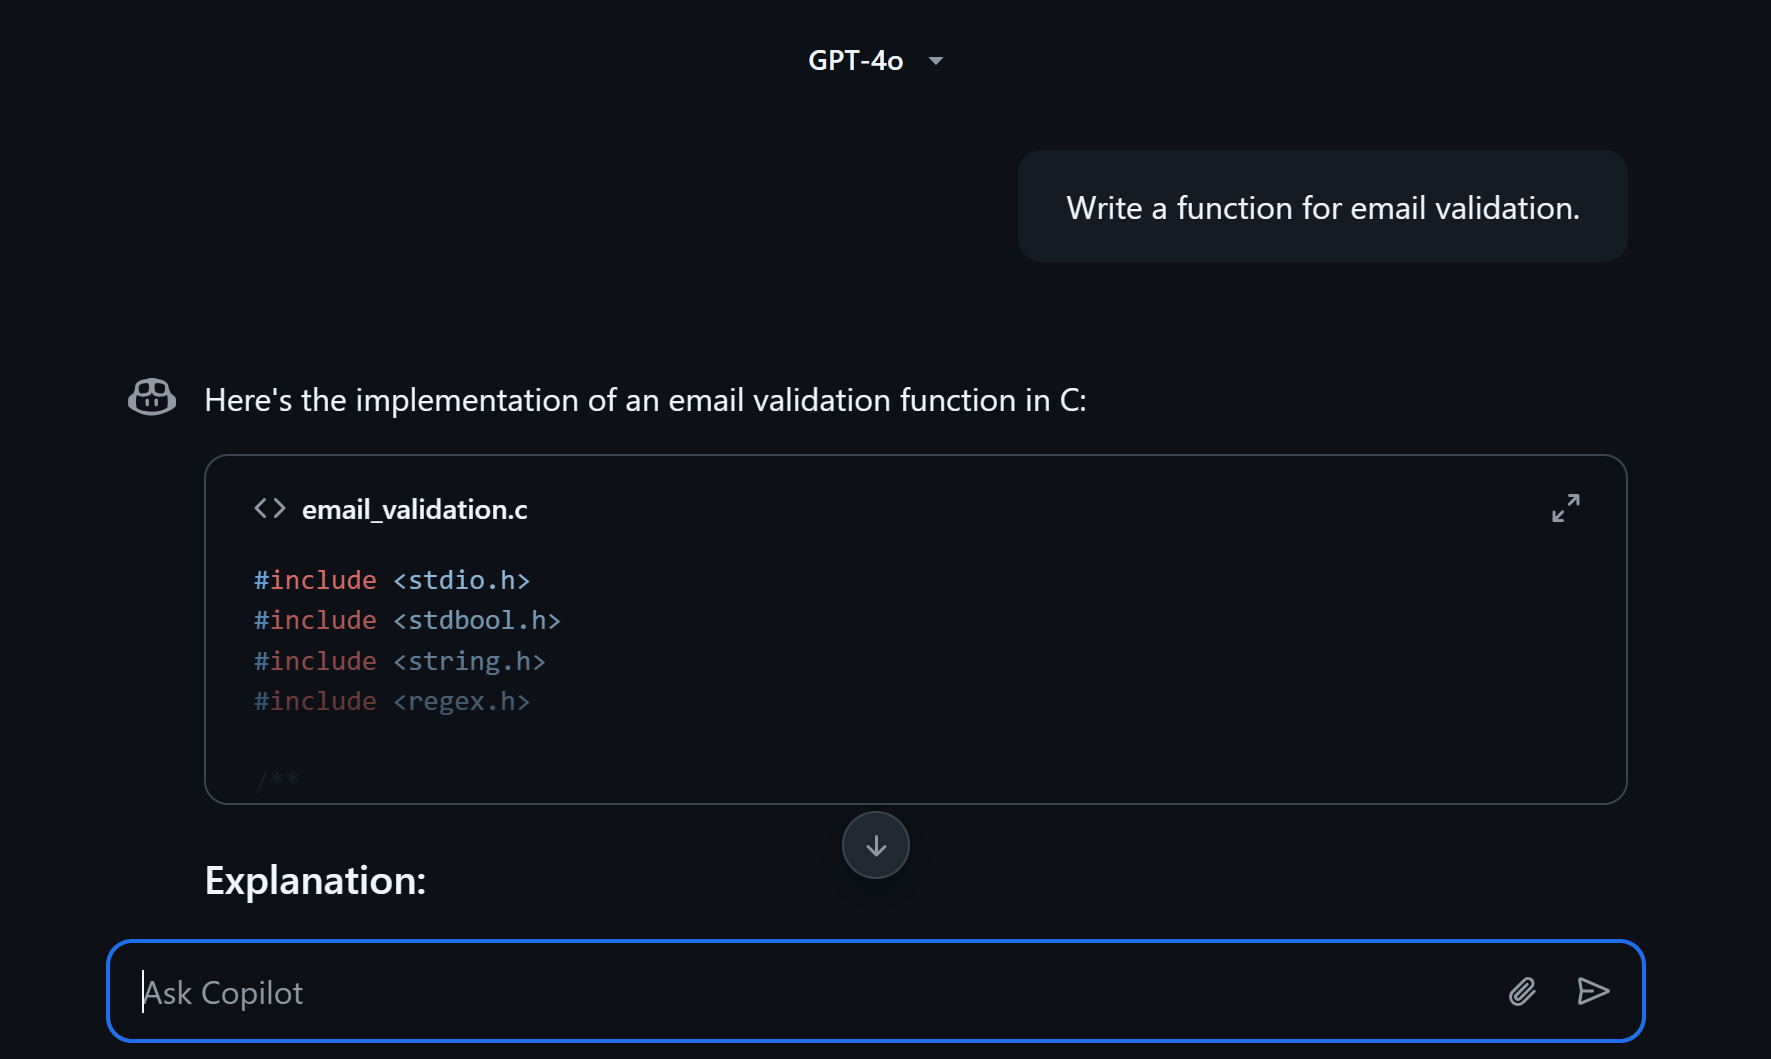 GPT-4o
Write a function for email validation.
Here's the implementation of an email validation function in C:
<> email_validation.c
#include <stdio.h>
#include <stdbool.h>
#include <string.h>
#include <regex.h>
/**
Explanation:
Ask Copilot